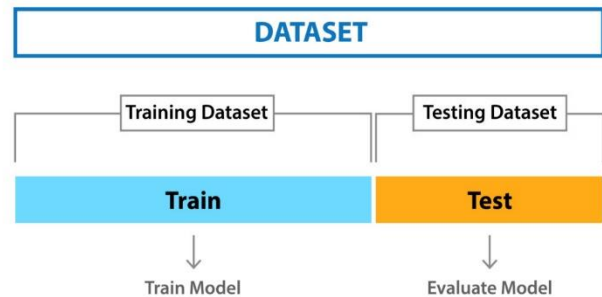 DATASET
Training Dataset
Testing Dataset
Train
Test
Train Model
Evaluate Model